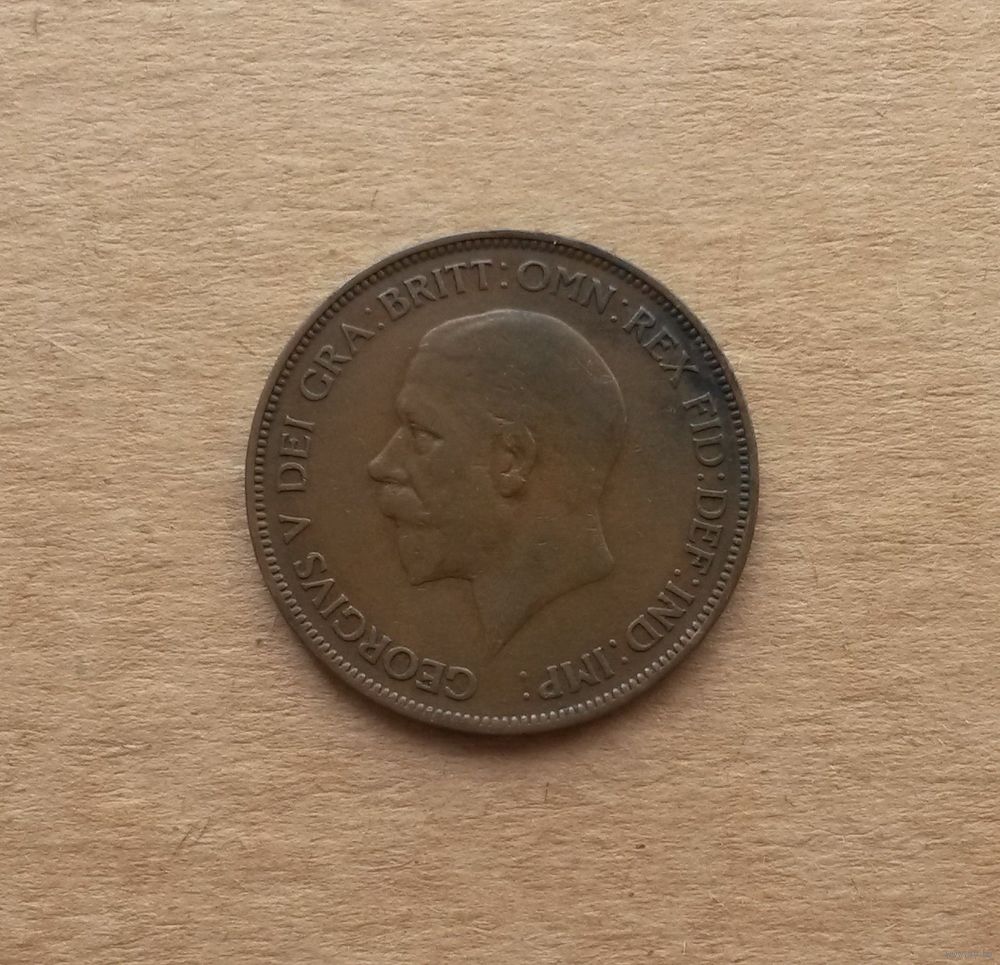 GEORGIVS V DEI GRA: BRITT: OMN: REX FID: DEF: IND: IMP: